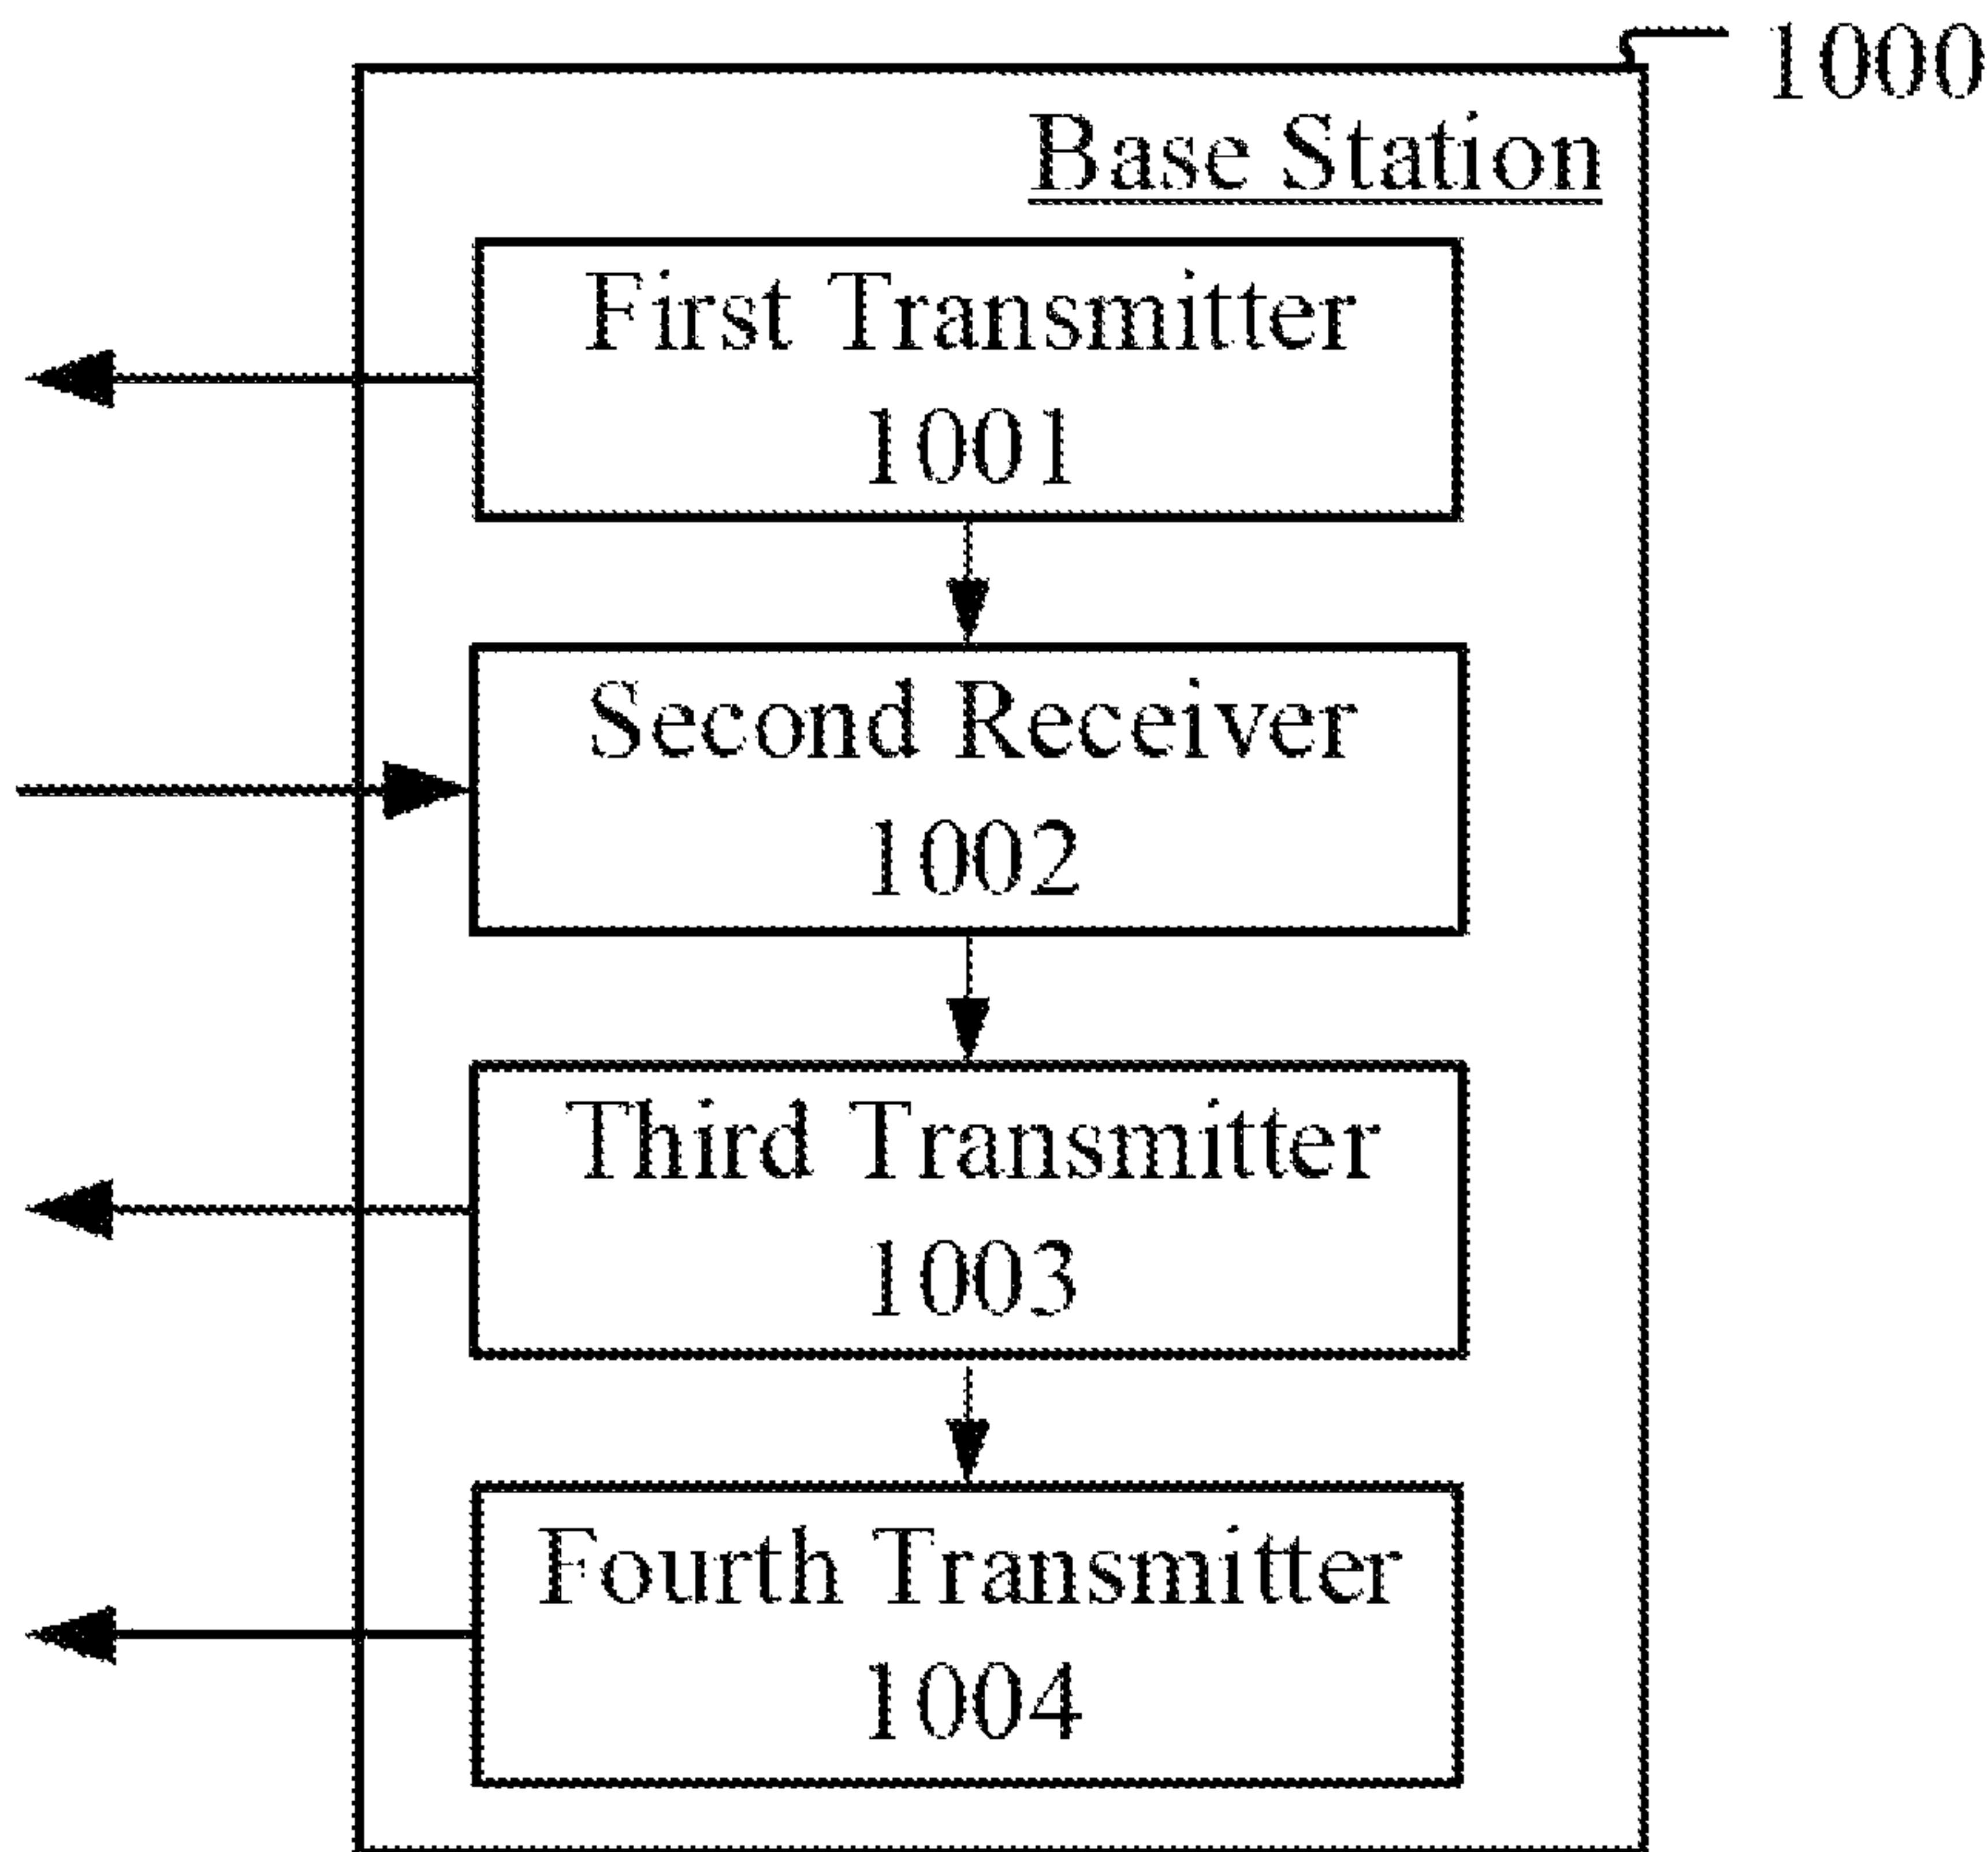 1000
Base Station
First Transmitter
1001
Second Receiver
1002
Third Transmitter
1003
Fourth Transmitter
1004